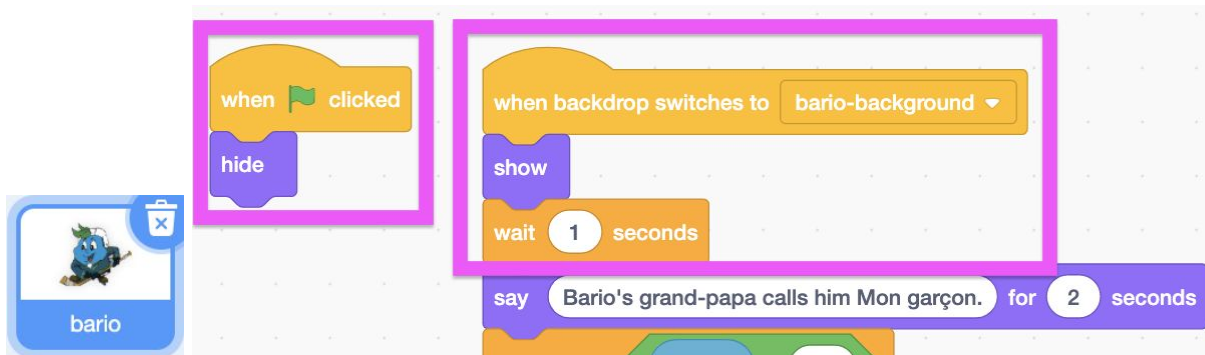 when clicked
hide
when backdrop switches to bario-background
show
wait 1 seconds
say Bario's grand-papa calls him Mon garçon. for 2 seconds
bario